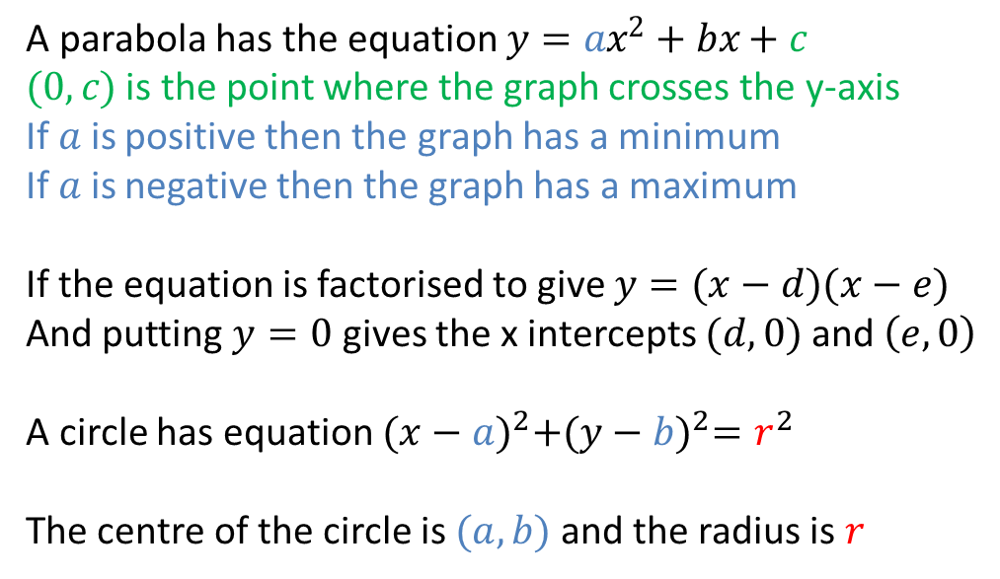 A parabola has the equation 𝑦 = 𝑎𝑥² + 𝑏𝑥 + 𝑐
(0, 𝑐) is the point where the graph crosses the y-axis
If 𝑎 is positive then the graph has a minimum
If 𝑎 is negative then the graph has a maximum
If the equation is factorised to give 𝑦 = (𝑥 − 𝑑)(𝑥 − 𝑒)
And putting 𝑦 = 0 gives the x intercepts (𝑑, 0) and (𝑒, 0)
A circle has equation (𝑥 − 𝑎)²+(𝑦 − 𝑏)²= 𝑟²
The centre of the circle is (𝑎, 𝑏) and the radius is 𝑟